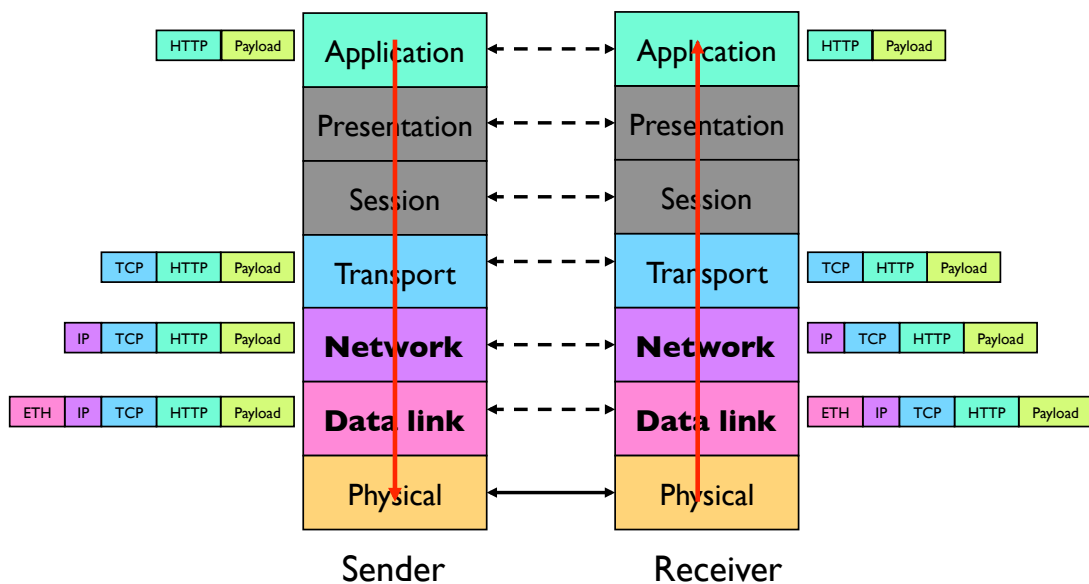 HTTP Payload Application Application HTTP Payload
Presentation Presentation
Session Session
TCP HTTP Payload Transport Transport TCP HTTP Payload
IP TCP HTTP Payload Network Network IP TCP HTTP Payload
ETH IP TCP HTTP Payload Data link Data link ETH IP TCP HTTP Payload
Physical Physical
Sender Receiver